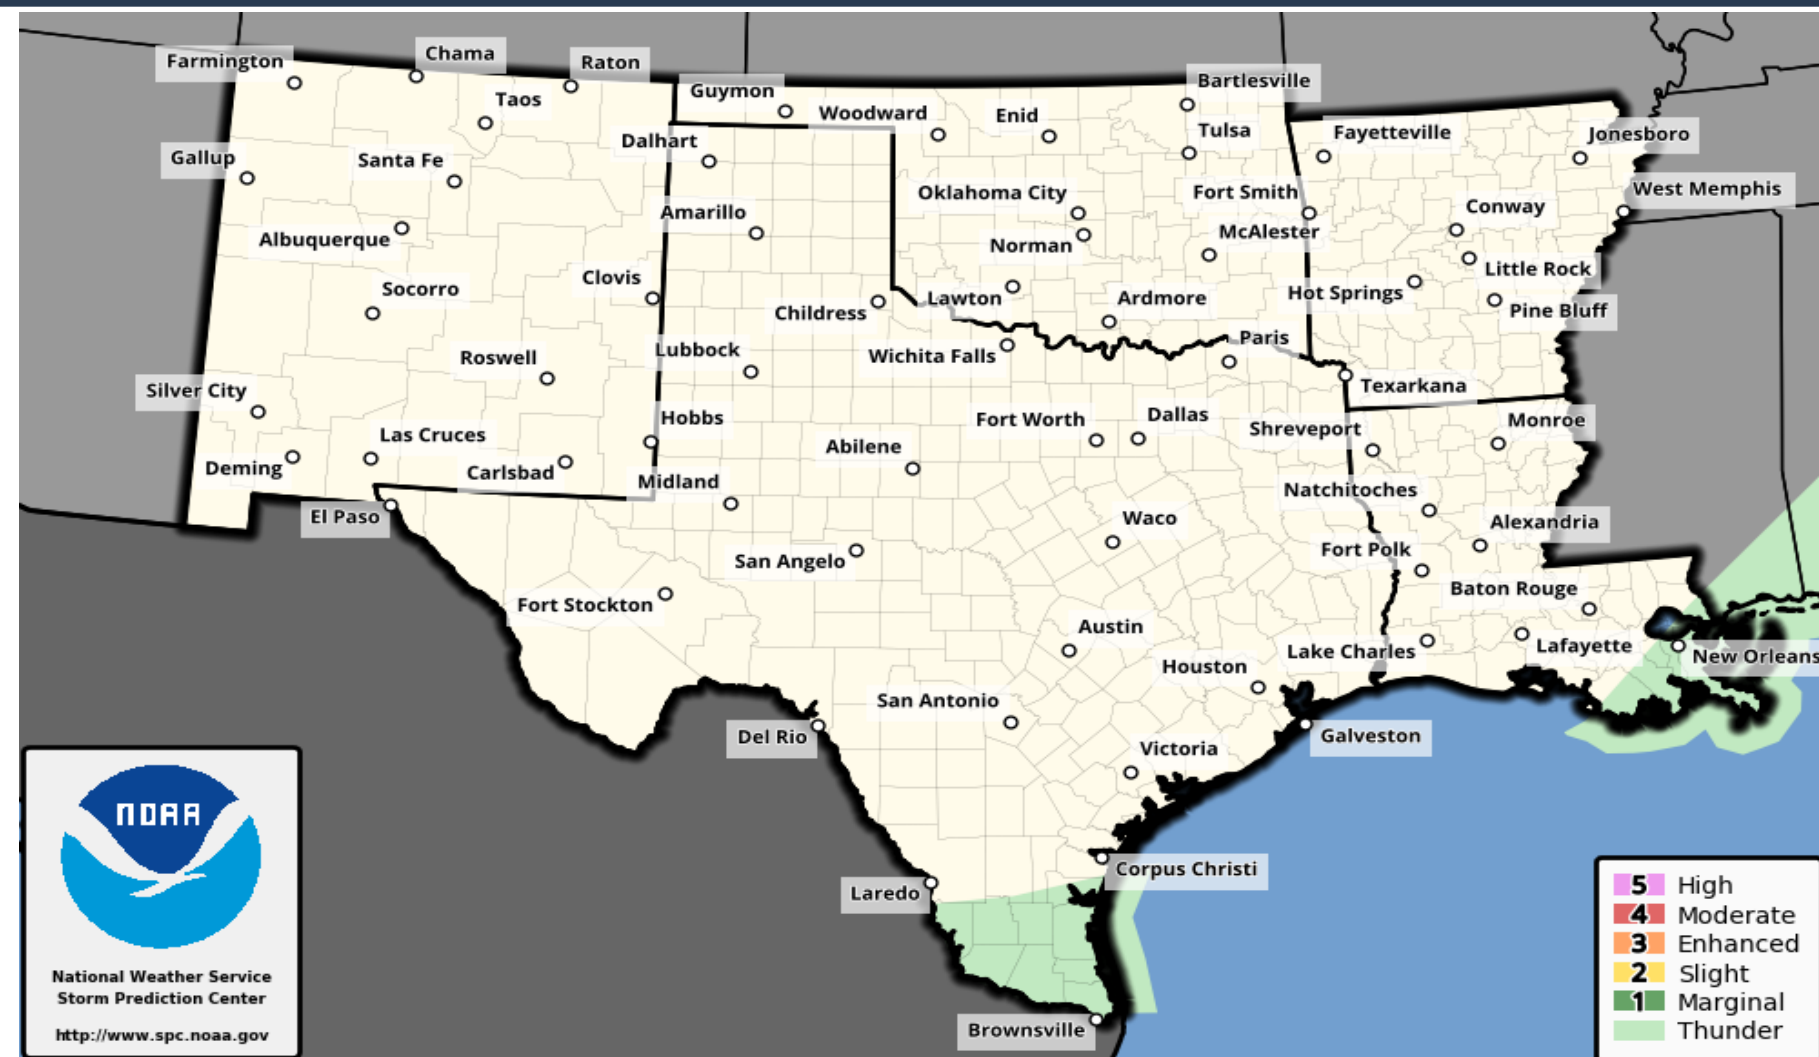 Farmington
Chama
Raton
Taos
Guymon
Woodward
Enid
Bartlesville
Tulsa
Fayetteville
Jonesboro
Gallup
Santa Fe
Dalhart
Oklahoma City
Fort Smith
West Memphis
Conway
Amarillo
Albuquerque
Norman
McAlester
Little Rock
Clovis
Socorro
Childress
Lawton
Ardmore
Hot Springs
Pine Bluff
Roswell
Lubbock
Wichita Falls
Paris
Texarkana
Silver City
Las Cruces
Hobbs
Fort Worth
Dallas
Shreveport
Monroe
Deming
Carlsbad
Midland
Abilene
Natchitoches
El Paso
Waco
Alexandria
San Angelo
Fort Polk
Fort Stockton
Baton Rouge
Austin
Houston
Lake Charles
Lafayette
New Orleans
San Antonio
Del Rio
Galveston
Victoria
Corpus Christi
Laredo
Brownsville
NOAA
National Weather Service
Storm Prediction Center
http://www.spc.noaa.gov
5 High
4 Moderate
3 Enhanced
2 Slight
1 Marginal
Thunder